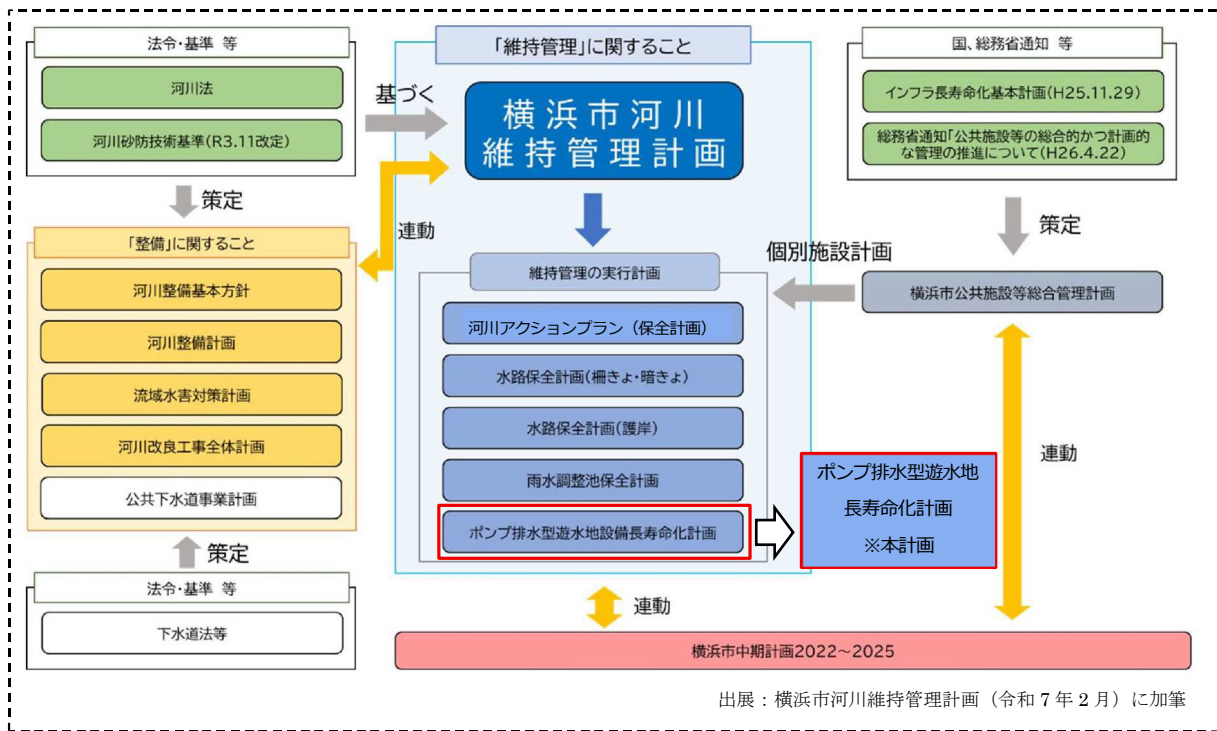 法令・基準 等
河川法
河川砂防技術基準(R3.11改定)
策定
「整備」に関すること
河川整備基本方針
河川整備計画
流域水害対策計画
河川改良工事全体計画
公共下水道事業計画
策定
法令・基準 等
下水道法等
基づく
連動
「維持管理」に関すること
横浜市河川
維持管理計画
維持管理の実行計画
河川アクションプラン（保全計画）
水路保全計画(柵きょ・暗きょ)
水路保全計画(護岸)
雨水調整池保全計画
ポンプ排水型遊水地設備長寿命化計画
ポンプ排水型遊水地
長寿命化計画
※本計画
国、総務省通知 等
インフラ長寿命化基本計画(H25.11.29)
総務省通知「公共施設等の総合的かつ計画的
な管理の推進について(H26.4.22)
策定
個別施設計画
横浜市公共施設等総合管理計画
連動
連動
横浜市中期計画2022～2025
出展：横浜市河川維持管理計画（令和 7 年 2 月）に加筆